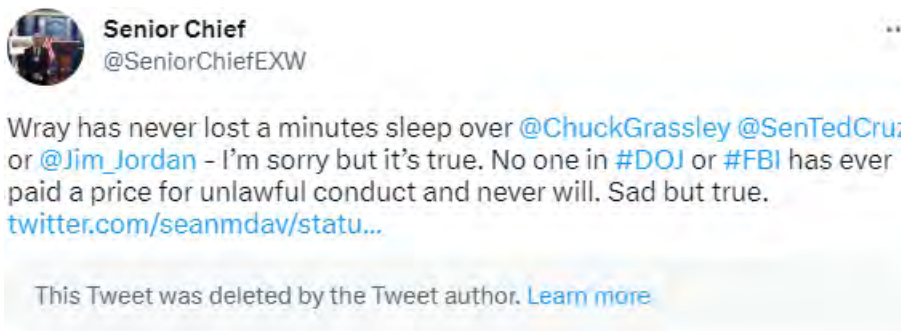 Senior Chief
@SeniorChiefEXW
Wray has never lost a minutes sleep over @ChuckGrassley @SenTedCruz
or @Jim_Jordan - I'm sorry but it's true. No one in #DOJ or #FBI has ever
paid a price for unlawful conduct and never will. Sad but true.
twitter.com/seanmdav/statu...
This Tweet was deleted by the Tweet author. Learn more